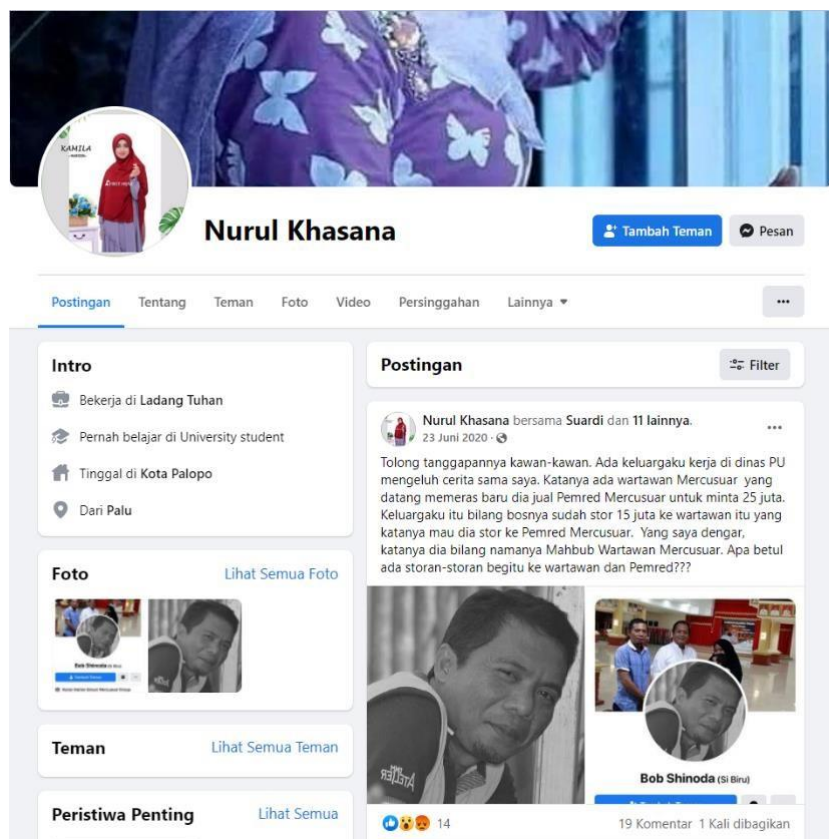 KAMILA
Nurul Khasana
Tambah Teman
Pesan
Postingan
Tentang
Teman
Foto
Video
Persinggahan
Lainnya
Intro
Bekerja di Ladang Tuhan
Pernah belajar di University student
Tinggal di Kota Palopo
Dari Palu
Foto
Lihat Semua Foto
Bob Shinoda (Si Biru)
Teman
Lihat Semua Teman
Peristiwa Penting
Lihat Semua
Postingan
Filter
Nurul Khasana bersama Suardi dan 11 lainnya.
23 Juni 2020 ·
Tolong tanggapannya kawan-kawan. Ada keluargaku kerja di dinas PU
mengeluh cerita sama saya. Katanya ada wartawan Mercusuar yang
datang memeras baru dia jual Pemred Mercusuar untuk minta 25 juta.
Keluargaku itu bilang bosnya sudah stor 15 juta ke wartawan itu yang
katanya mau dia stor ke Pemred Mercusuar. Yang saya dengar,
katanya dia bilang namanya Mahbub Wartawan Mercusuar. Apa betul
ada storan-storan begitu ke wartawan dan Pemred???
ATELIER
Bob Shinoda (Si Biru)
14
19 Komentar 1 Kali dibagikan